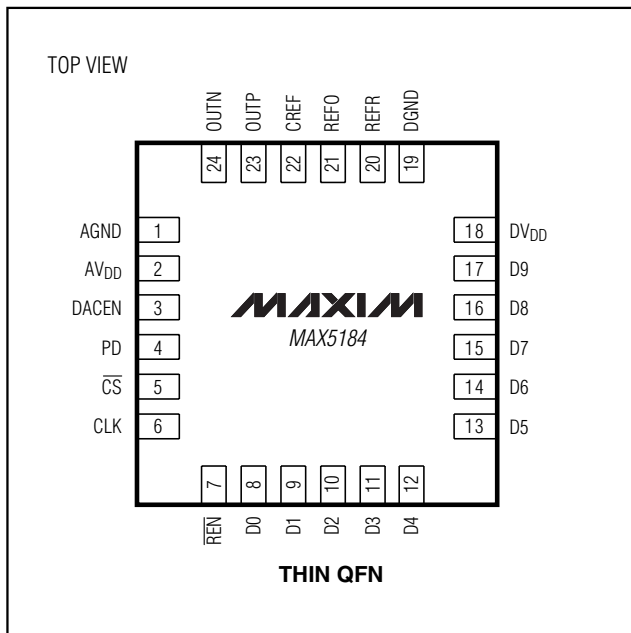 TOP VIEW
OUTN OUTP CREF REFO REFR DGND
24 23 22 21 20 19
AGND 1 18 DVDD
AVDD 2 17 D9
DACEN 3 16 D8
MAXIM
MAX5184
PD 4 15 D7
C̅S̅ 5 14 D6
CLK 6 13 D5
7 8 9 10 11 12
R̅E̅N̅ D0 D1 D2 D3 D4
THIN QFN